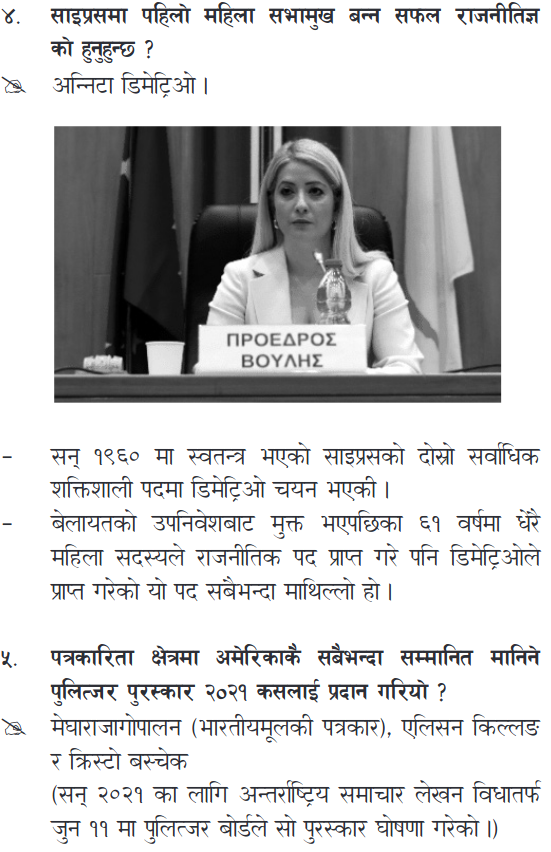 ४. साइप्रसमा पहिलो महिला सभामुख बन्न सफल राजनीतिज्ञ
को हुनुहुन्छ ?
अन्निटा डिमेट्रिओ ।
ΠΡΟΕΔΡΟΣ
ΒΟΥΛΗΣ
– सन् १९६० मा स्वतन्त्र भएको साइप्रसको दोस्रो सर्वाधिक
शक्तिशाली पदमा डिमेट्रिओ चयन भएकी ।
– बेलायतको उपनिवेशबाट मुक्त भएपछिका ६१ वर्षमा धेरै
महिला सदस्यले राजनीतिक पद प्राप्त गरे पनि डिमेट्रिओले
प्राप्त गरेको यो पद सबैभन्दा माथिल्लो हो ।
५. पत्रकारिता क्षेत्रमा अमेरिकाकै सबैभन्दा सम्मानित मानिने
पुलित्जर पुरस्कार २०२१ कसलाई प्रदान गरियो ?
मेघाराजागोपालन (भारतीयमूलकी पत्रकार), एलिसन किल्लङ
र क्रिस्टो बस्चेक
(सन् २०२१ का लागि अन्तर्राष्ट्रिय समाचार लेखन विधातर्फ
जुन ११ मा पुलित्जर बोर्डले सो पुरस्कार घोषणा गरेको ।)